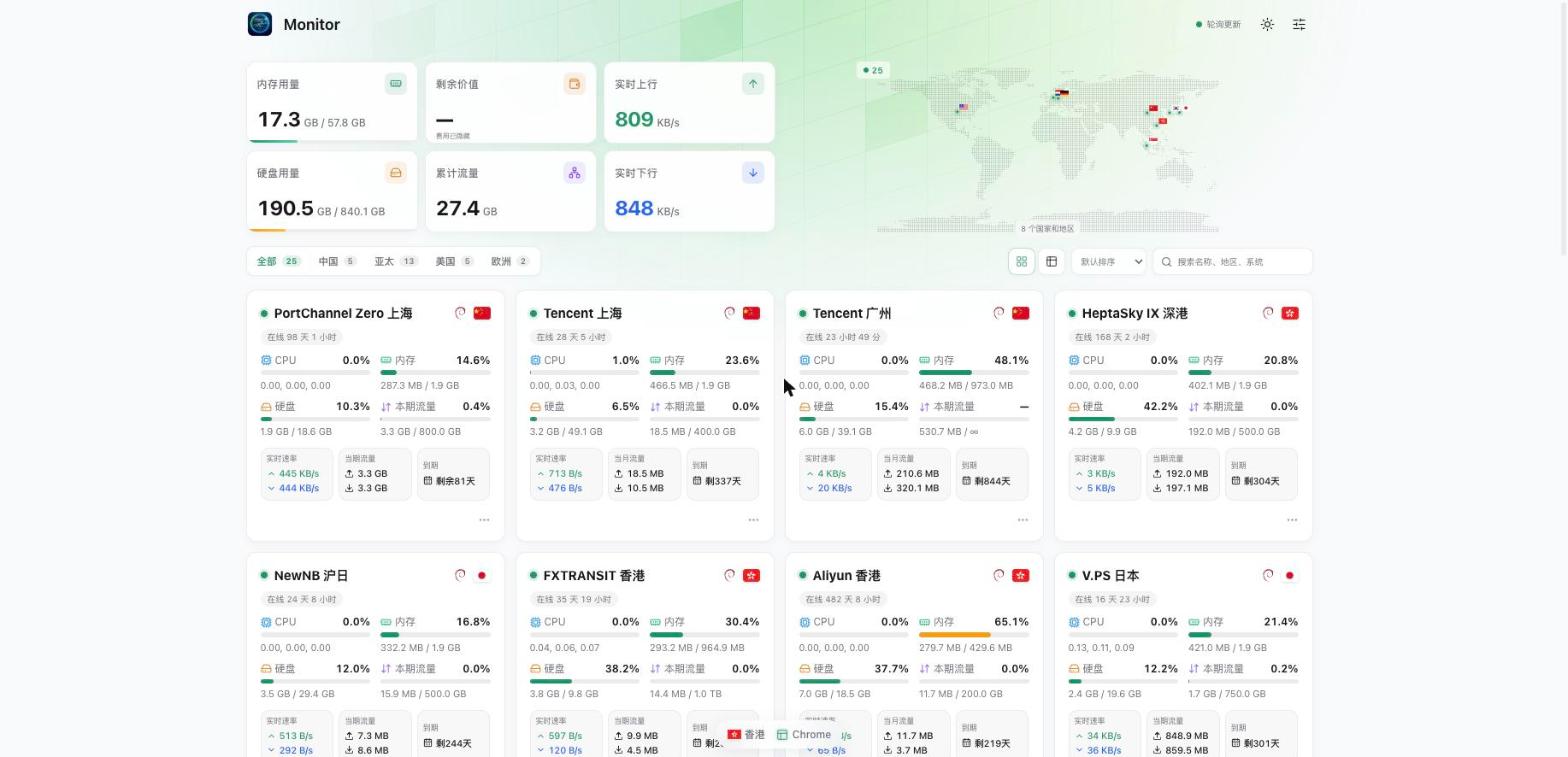 Monitor
轮询更新
内存用量
17.3 GB / 57.8 GB
剩余价值
—
费用已隐藏
实时上行
809 KB/s
25
硬盘用量
190.5 GB / 840.1 GB
累计流量
27.4 GB
实时下行
848 KB/s
8 个国家和地区
全部 25 中国 5 亚太 13 美国 5 欧洲 2
默认排序
搜索名称、地区、系统
PortChannel Zero 上海
在线 98 天 1 小时
CPU 0.0% 内存 14.6%
0.00, 0.00, 0.00 287.3 MB / 1.9 GB
硬盘 10.3% 本期流量 0.4%
1.9 GB / 18.6 GB 3.3 GB / 800.0 GB
实时速率 当期流量 到期
445 KB/s 3.3 GB 剩余81天
444 KB/s 3.3 GB
Tencent 上海
在线 28 天 5 小时
CPU 1.0% 内存 23.6%
0.00, 0.03, 0.00 466.5 MB / 1.9 GB
硬盘 6.5% 本期流量 0.0%
3.2 GB / 49.1 GB 18.5 MB / 400.0 GB
实时速率 当月流量 到期
713 B/s 18.5 MB 剩337天
476 B/s 10.5 MB
Tencent 广州
在线 23 小时 49 分
CPU 0.0% 内存 48.1%
0.00, 0.00, 0.00 468.2 MB / 973.0 MB
硬盘 15.4% 本期流量 —
6.0 GB / 39.1 GB 530.7 MB / ∞
实时速率 当月流量 到期
4 KB/s 210.6 MB 剩844天
20 KB/s 320.1 MB
HeptaSky IX 深港
在线 168 天 2 小时
CPU 0.0% 内存 20.8%
0.00, 0.00, 0.00 402.1 MB / 1.9 GB
硬盘 42.2% 本期流量 0.0%
4.2 GB / 9.9 GB 192.0 MB / 500.0 GB
实时速率 当期流量 到期
3 KB/s 192.0 MB 剩304天
5 KB/s 197.1 MB
NewNB 沪日
在线 24 天 8 小时
CPU 0.0% 内存 16.8%
0.00, 0.00, 0.00 332.2 MB / 1.9 GB
硬盘 12.0% 本期流量 0.0%
3.5 GB / 29.4 GB 15.9 MB / 500.0 GB
实时速率 当期流量 到期
513 B/s 7.3 MB 剩244天
292 B/s 8.6 MB
FXTRANSIT 香港
在线 35 天 19 小时
CPU 0.0% 内存 30.4%
0.04, 0.06, 0.07 293.2 MB / 964.9 MB
硬盘 38.2% 本期流量 0.0%
3.8 GB / 9.8 GB 14.4 MB / 1.0 TB
实时速率 当期流量 到期
597 B/s 9.9 MB
120 B/s 4.5 MB
Aliyun 香港
在线 482 天 8 小时
CPU 0.0% 内存 65.1%
0.00, 0.00, 0.00 279.7 MB / 429.6 MB
硬盘 37.7% 本期流量 0.0%
7.0 GB / 18.5 GB 11.7 MB / 200.0 GB
当期流量 到期
11.7 MB 剩219天
65 B/s 3.7 MB
V.PS 日本
在线 16 天 23 小时
CPU 0.0% 内存 21.4%
0.13, 0.11, 0.09 421.0 MB / 1.9 GB
硬盘 12.2% 本期流量 0.2%
2.4 GB / 19.6 GB 1.7 GB / 750.0 GB
实时速率 当期流量 到期
34 KB/s 848.9 MB 剩301天
36 KB/s 859.5 MB
香港 Chrome